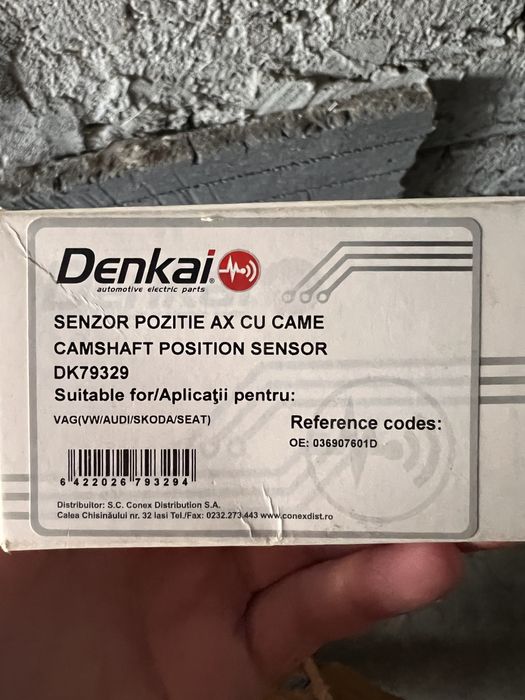 Denkai®
automotive electric parts
SENZOR POZITIE AX CU CAME
CAMSHAFT POSITION SENSOR
DK79329
Suitable for/Aplicaţii pentru:
VAG(VW/AUDI/SKODA/SEAT)
Reference codes:
OE: 036907601D
6 422026 793294
Distribuitor: S.C. Conex Distribution S.A.
Calea Chisinăului nr. 32 Iasi Tel./Fax: 0232.273.443 www.conexdist.ro